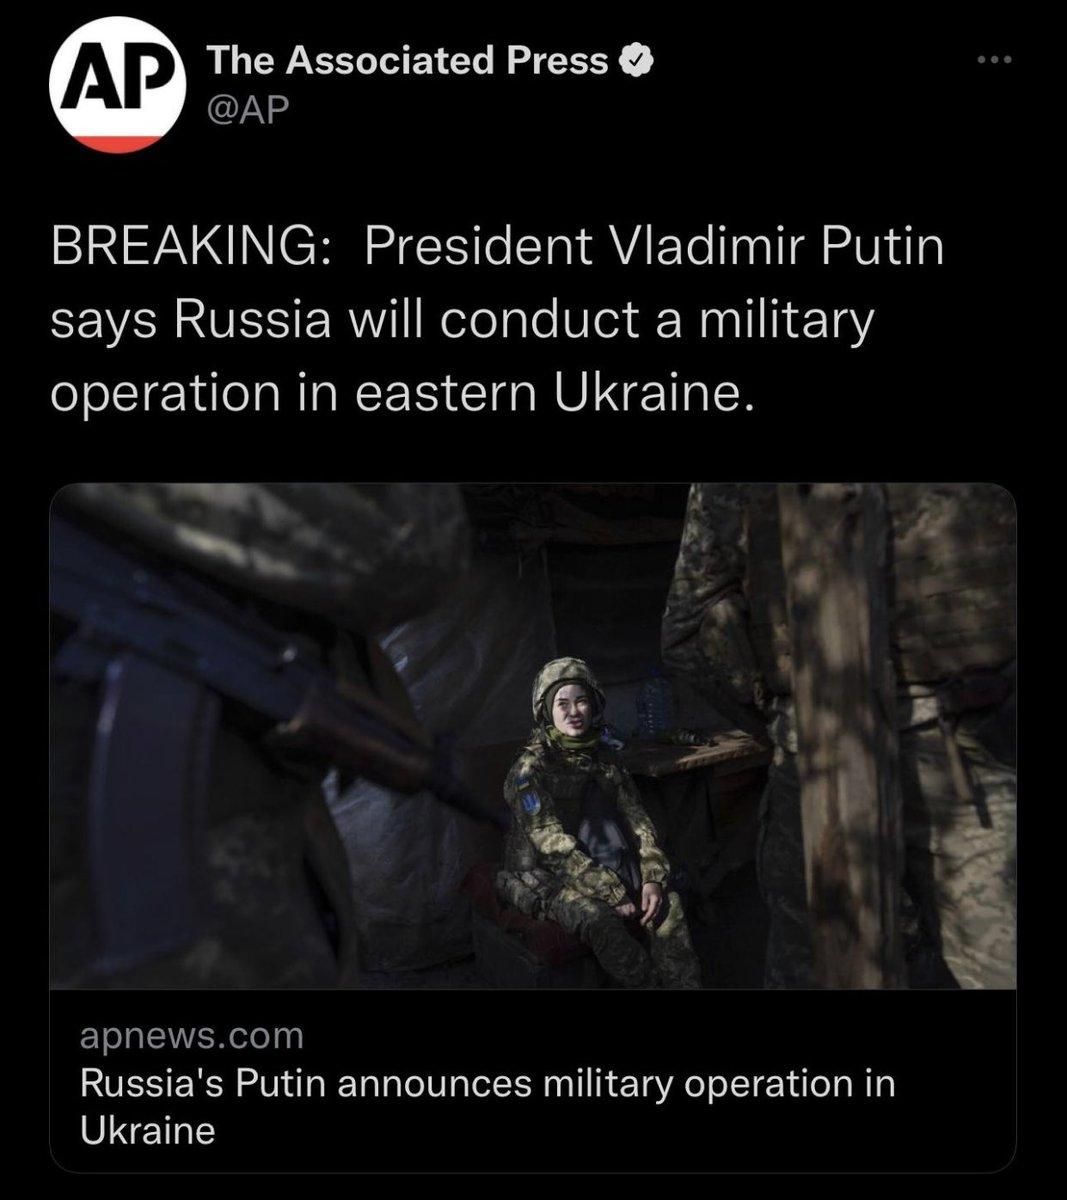 AP
The Associated Press
@AP
BREAKING:  President Vladimir Putin
says Russia will conduct a military
operation in eastern Ukraine.
apnews.com
Russia's Putin announces military operation in
Ukraine